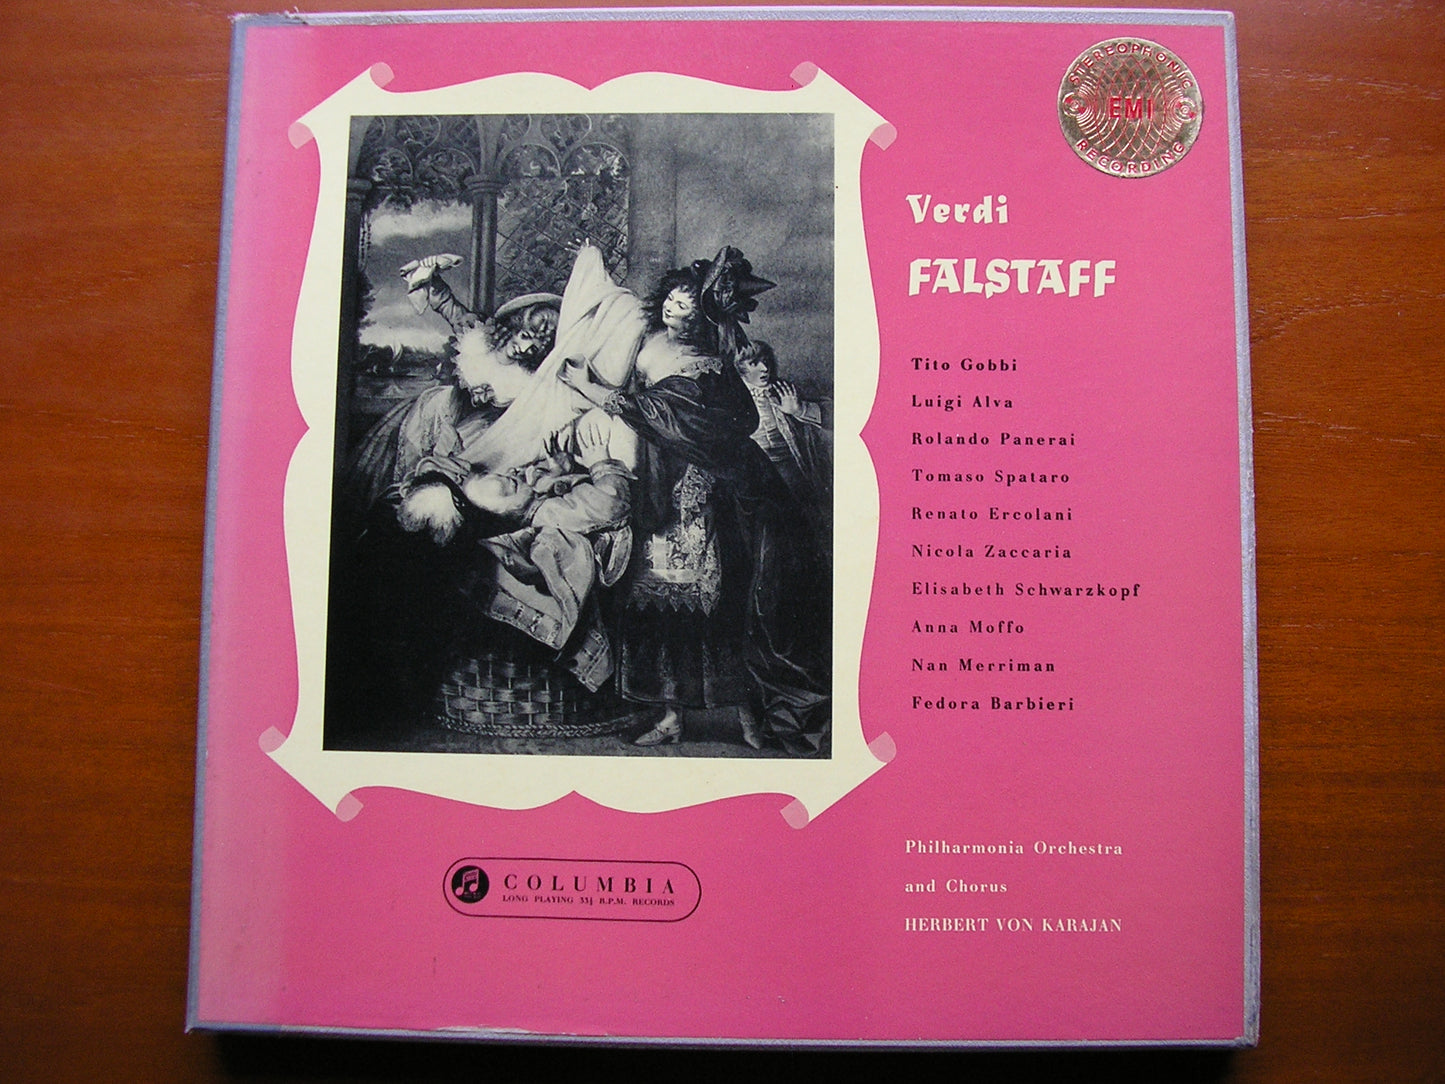 STEREOPHONIC
EMI
RECORDING
Verdi
FALSTAFF
Tito Gobbi
Luigi Alva
Rolando Panerai
Tomaso Spataro
Renato Ercolani
Nicola Zaccaria
Elisabeth Schwarzkopf
Anna Moffo
Nan Merriman
Fedora Barbieri
Philharmonia Orchestra
and Chorus
HERBERT VON KARAJAN
COLUMBIA
LONG PLAYING 33⅓ R.P.M. RECORDS